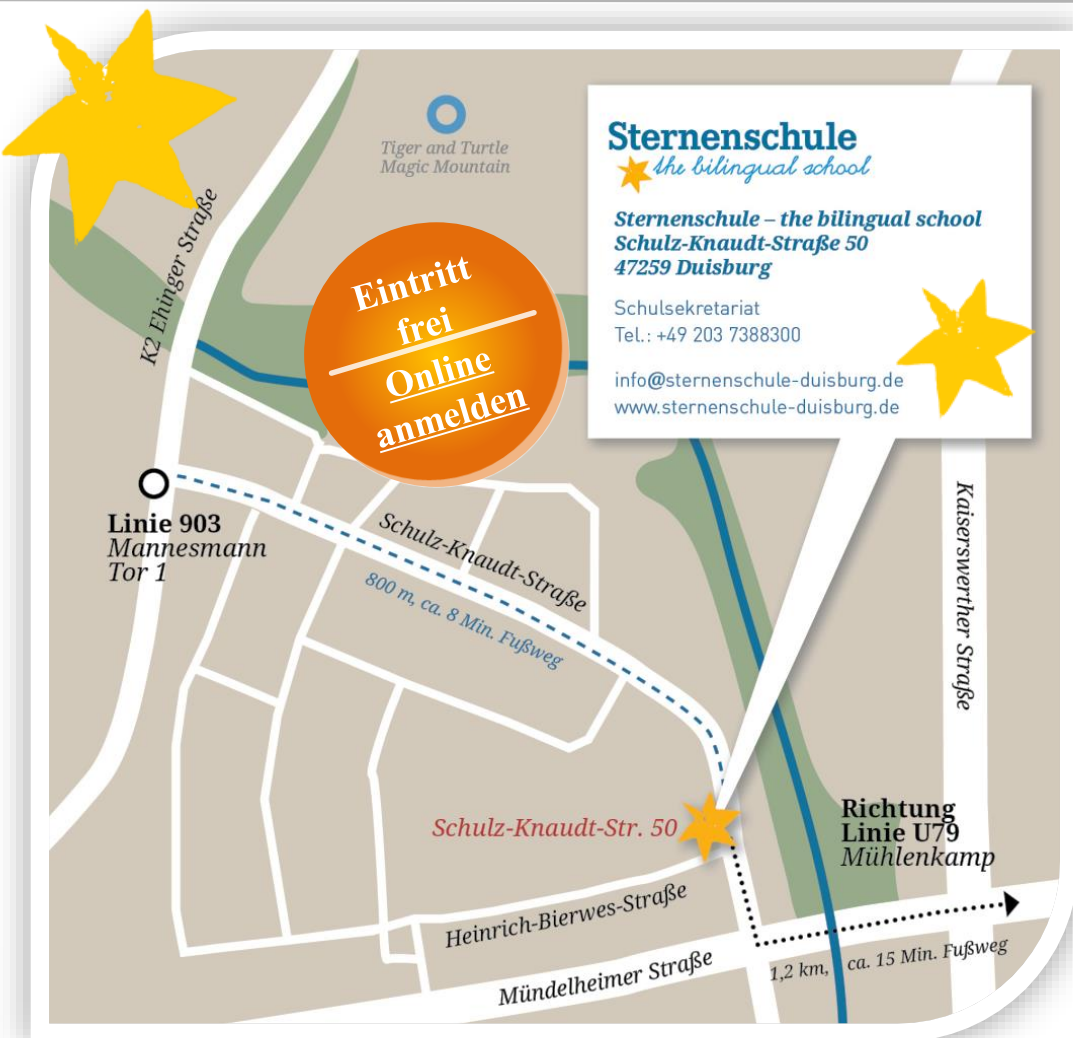 Tiger and Turtle
Magic Mountain
Sternenschule
the bilingual school
Sternenschule – the bilingual school
Schulz-Knaudt-Straße 50
47259 Duisburg
Schulsekretariat
Tel.: +49 203 7388300
info@sternenschule-duisburg.de
www.sternenschule-duisburg.de
K2 Ehinger Straße
Eintritt
frei
Online
anmelden
Linie 903
Mannesmann
Tor 1
Schulz-Knaudt-Straße
800 m, ca. 8 Min. Fußweg
Kaiserswerther Straße
Schulz-Knaudt-Str. 50
Richtung
Linie U79
Mühlenkamp
Heinrich-Bierwes-Straße
Mündelheimer Straße
1,2 km, ca. 15 Min. Fußweg